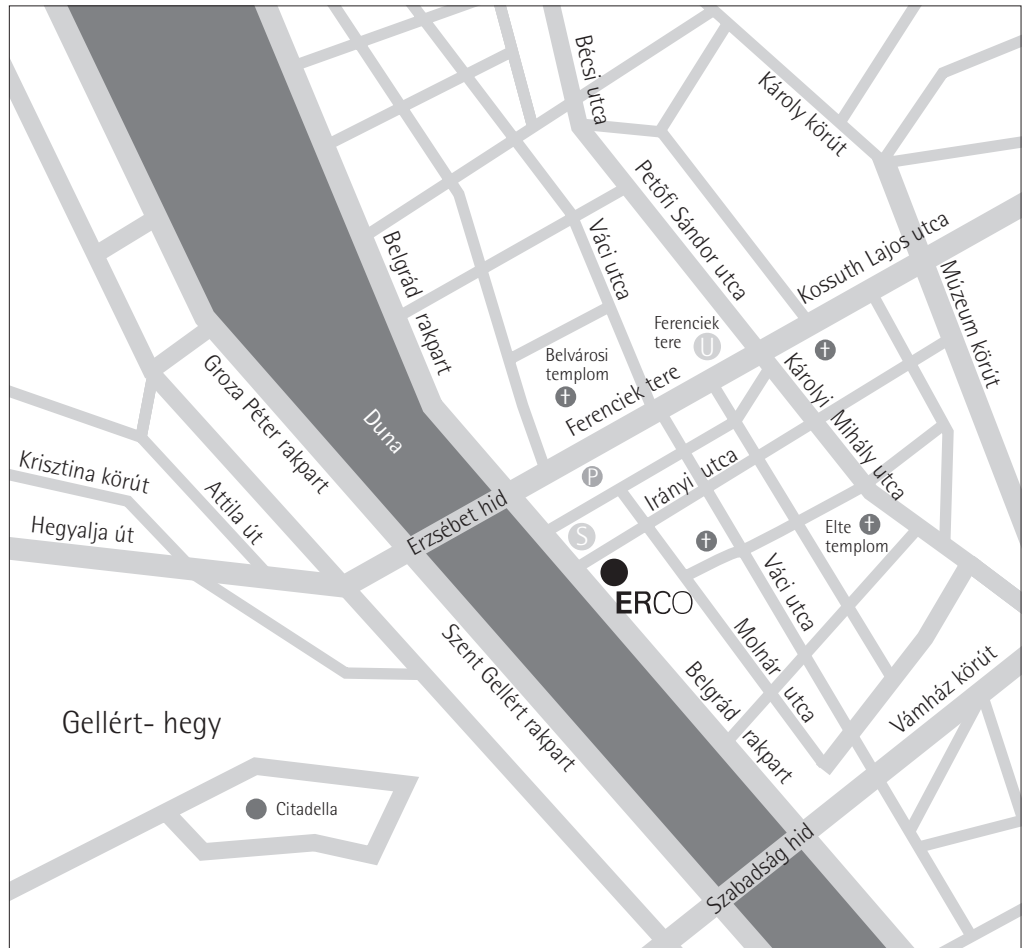 Bécsi utca
Károly körút
Petőfi Sándor utca
Kossuth Lajos utca
Váci utca
Belgrád rakpart
Múzeum körút
Ferenciek
tere
U
Belvárosi
templom
Ferenciek tere
Károlyi Mihály utca
Groza Péter rakpart
Duna
Krisztina körút
Attila út
Hegyalja út
Erzsébet hid
P
Irányi utca
S
Elte
templom
ERCO
Váci utca
Molnár utca
Szent Gellért rakpart
Belgrád rakpart
Vámház körút
Gellért- hegy
Citadella
Szabadság hid